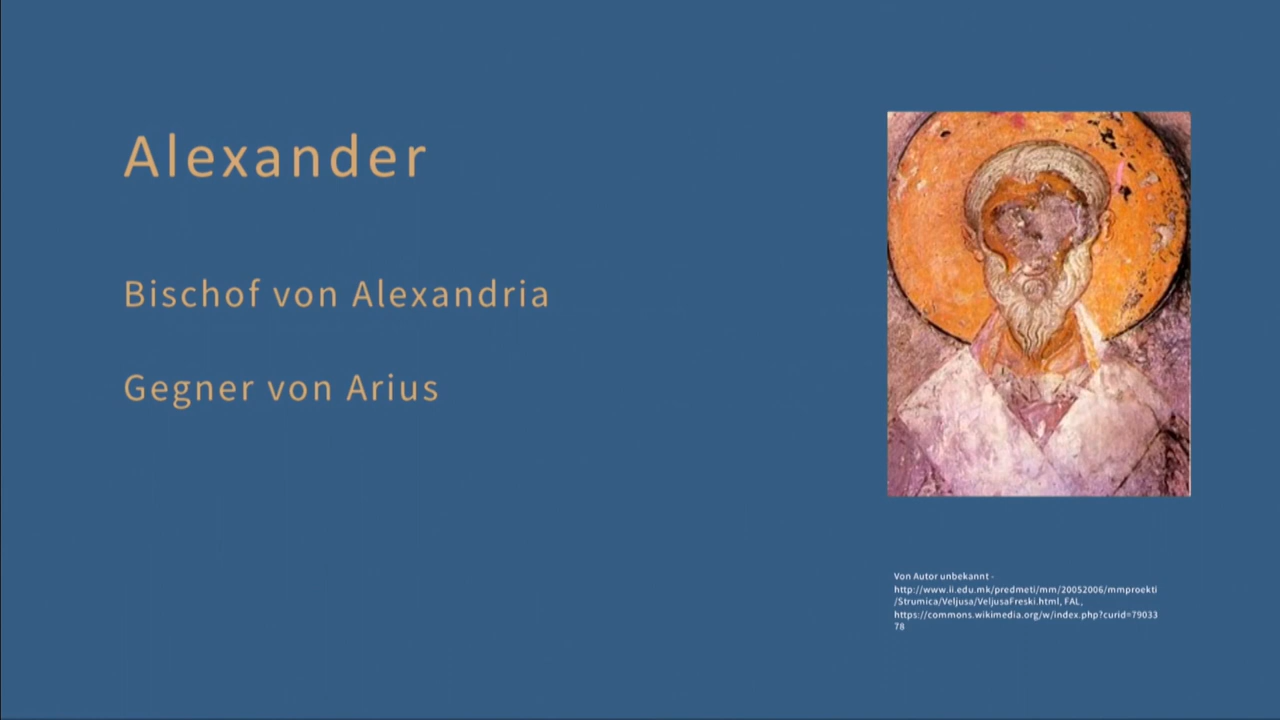 Alexander
Bischof von Alexandria
Gegner von Arius
Von Autor unbekannt -
http://www.ii.edu.mk/predmeti/mm/20052006/mmproekti
/Strumica/Veljusa/VeljusaFreski.html, FAL,
https://commons.wikimedia.org/w/index.php?curid=79033
78